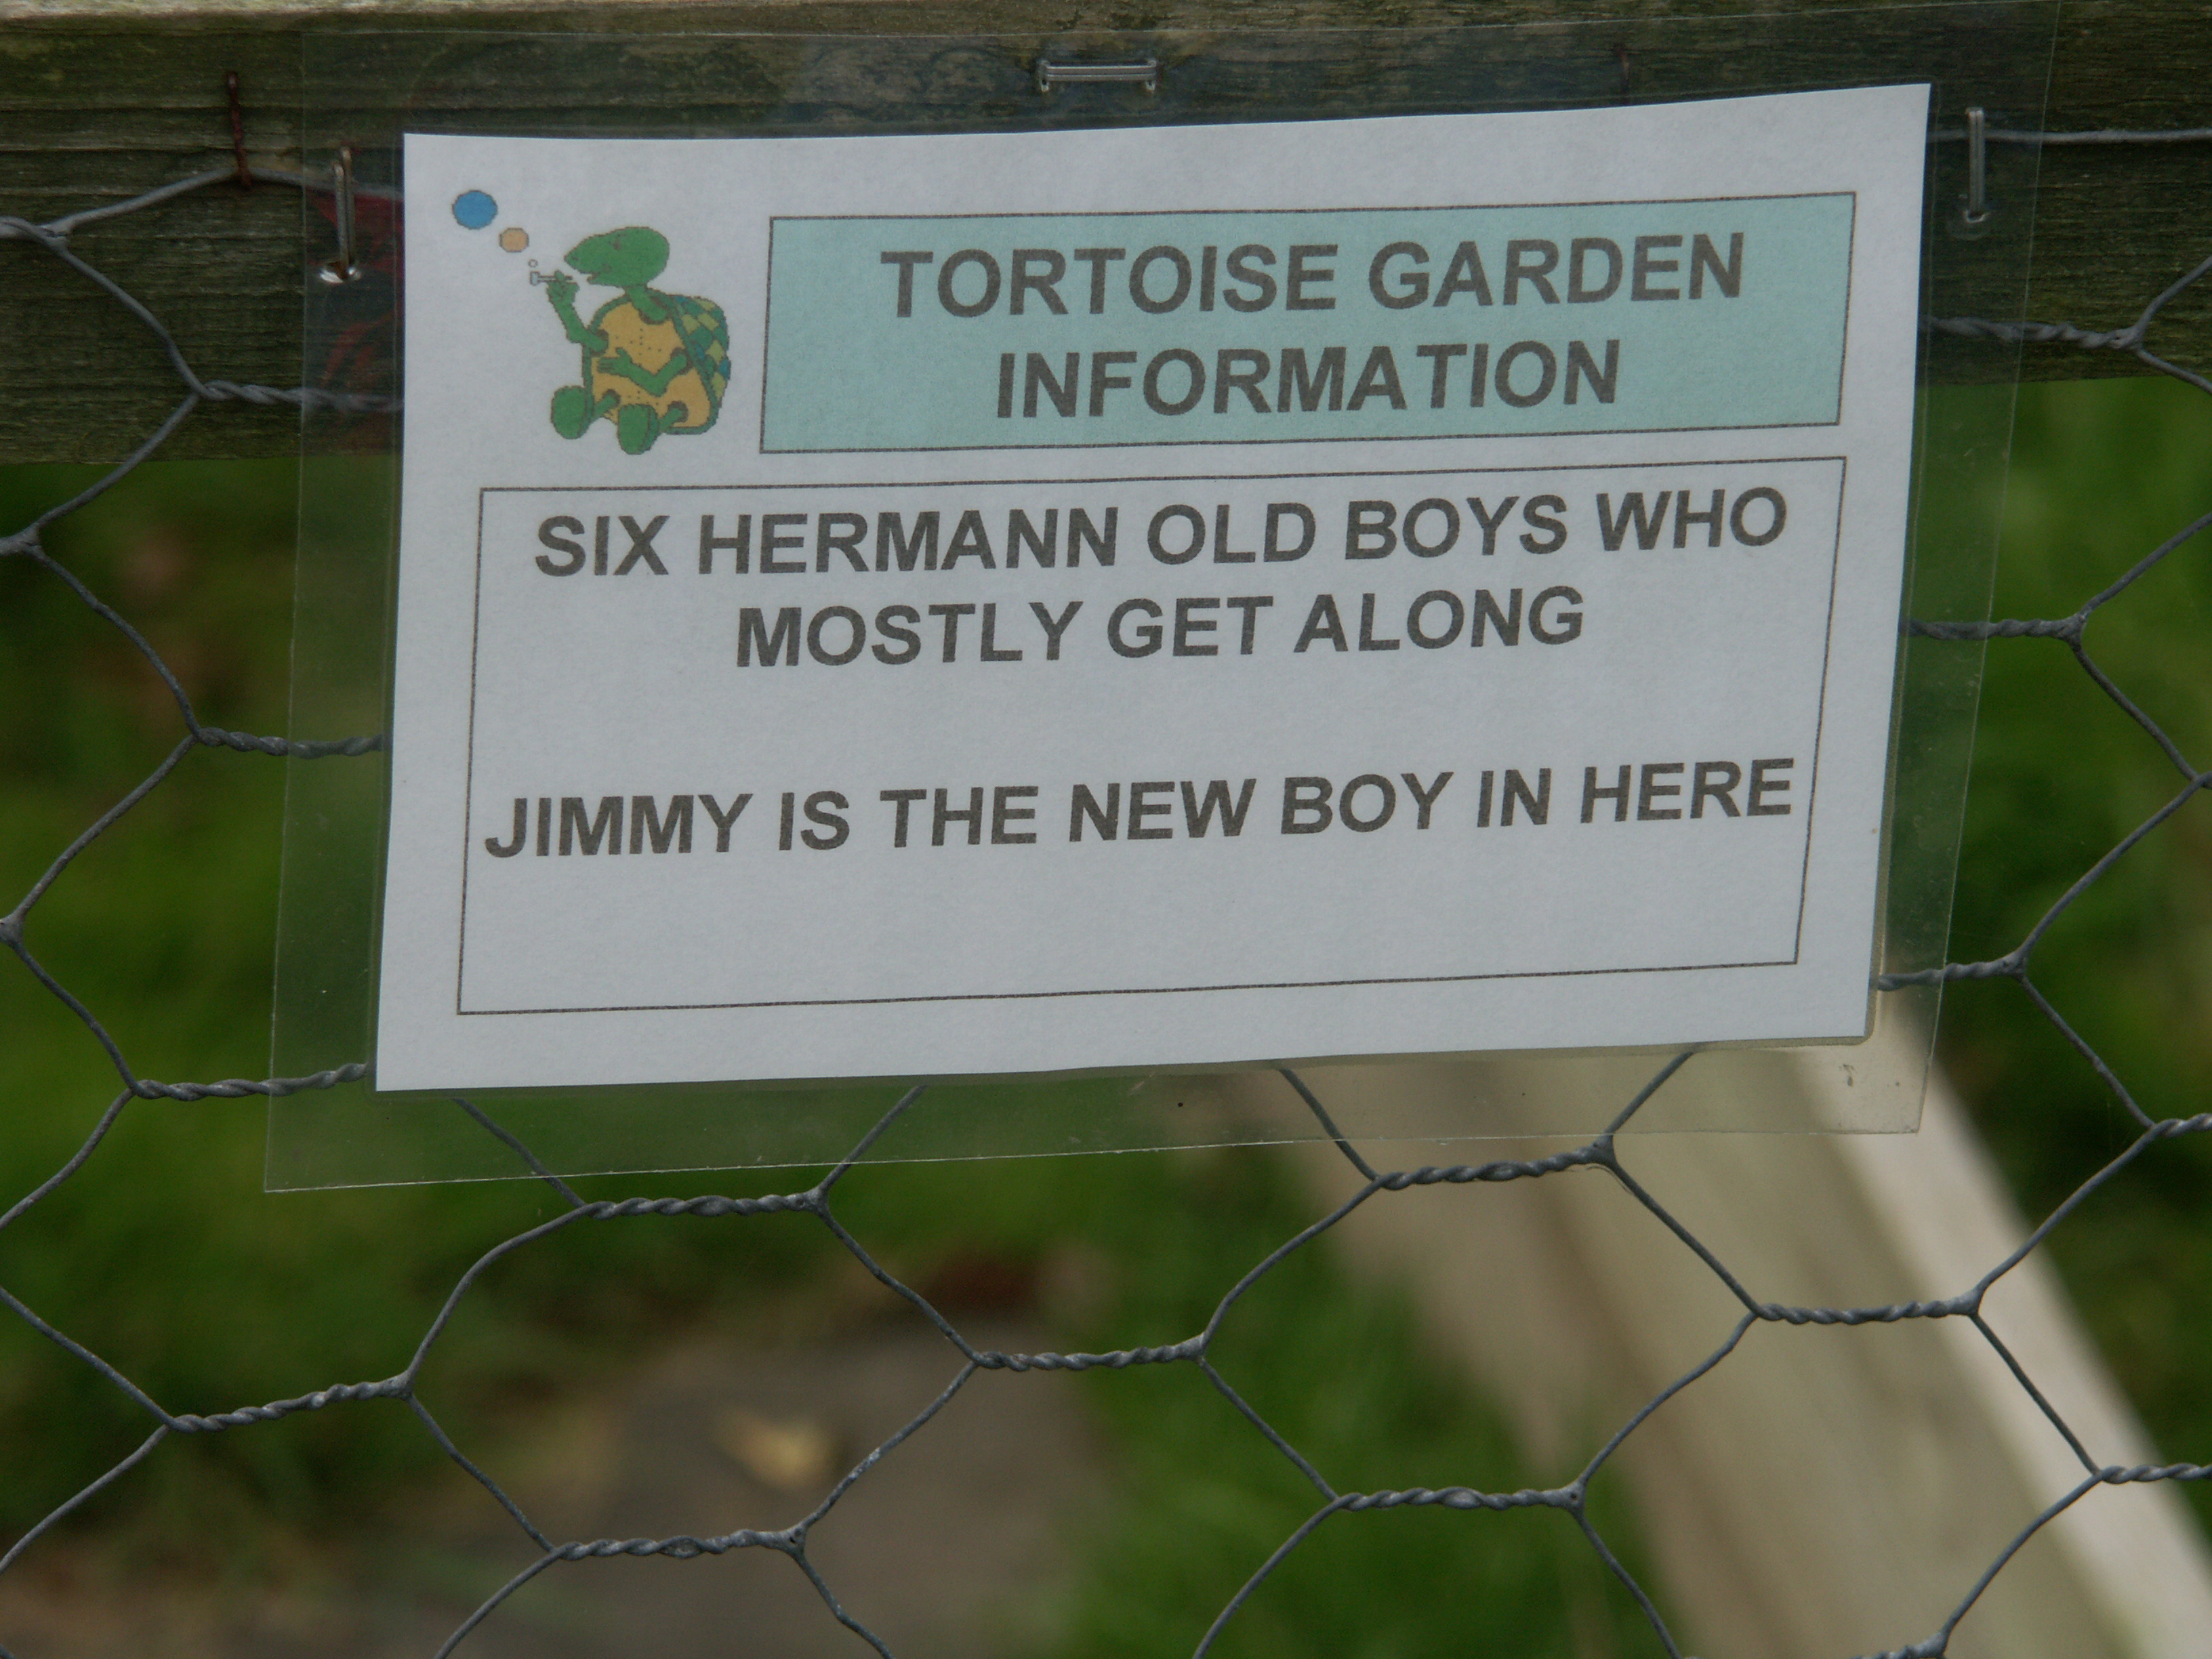 TORTOISE GARDEN
INFORMATION
SIX HERMANN OLD BOYS WHO
MOSTLY GET ALONG
JIMMY IS THE NEW BOY IN HERE